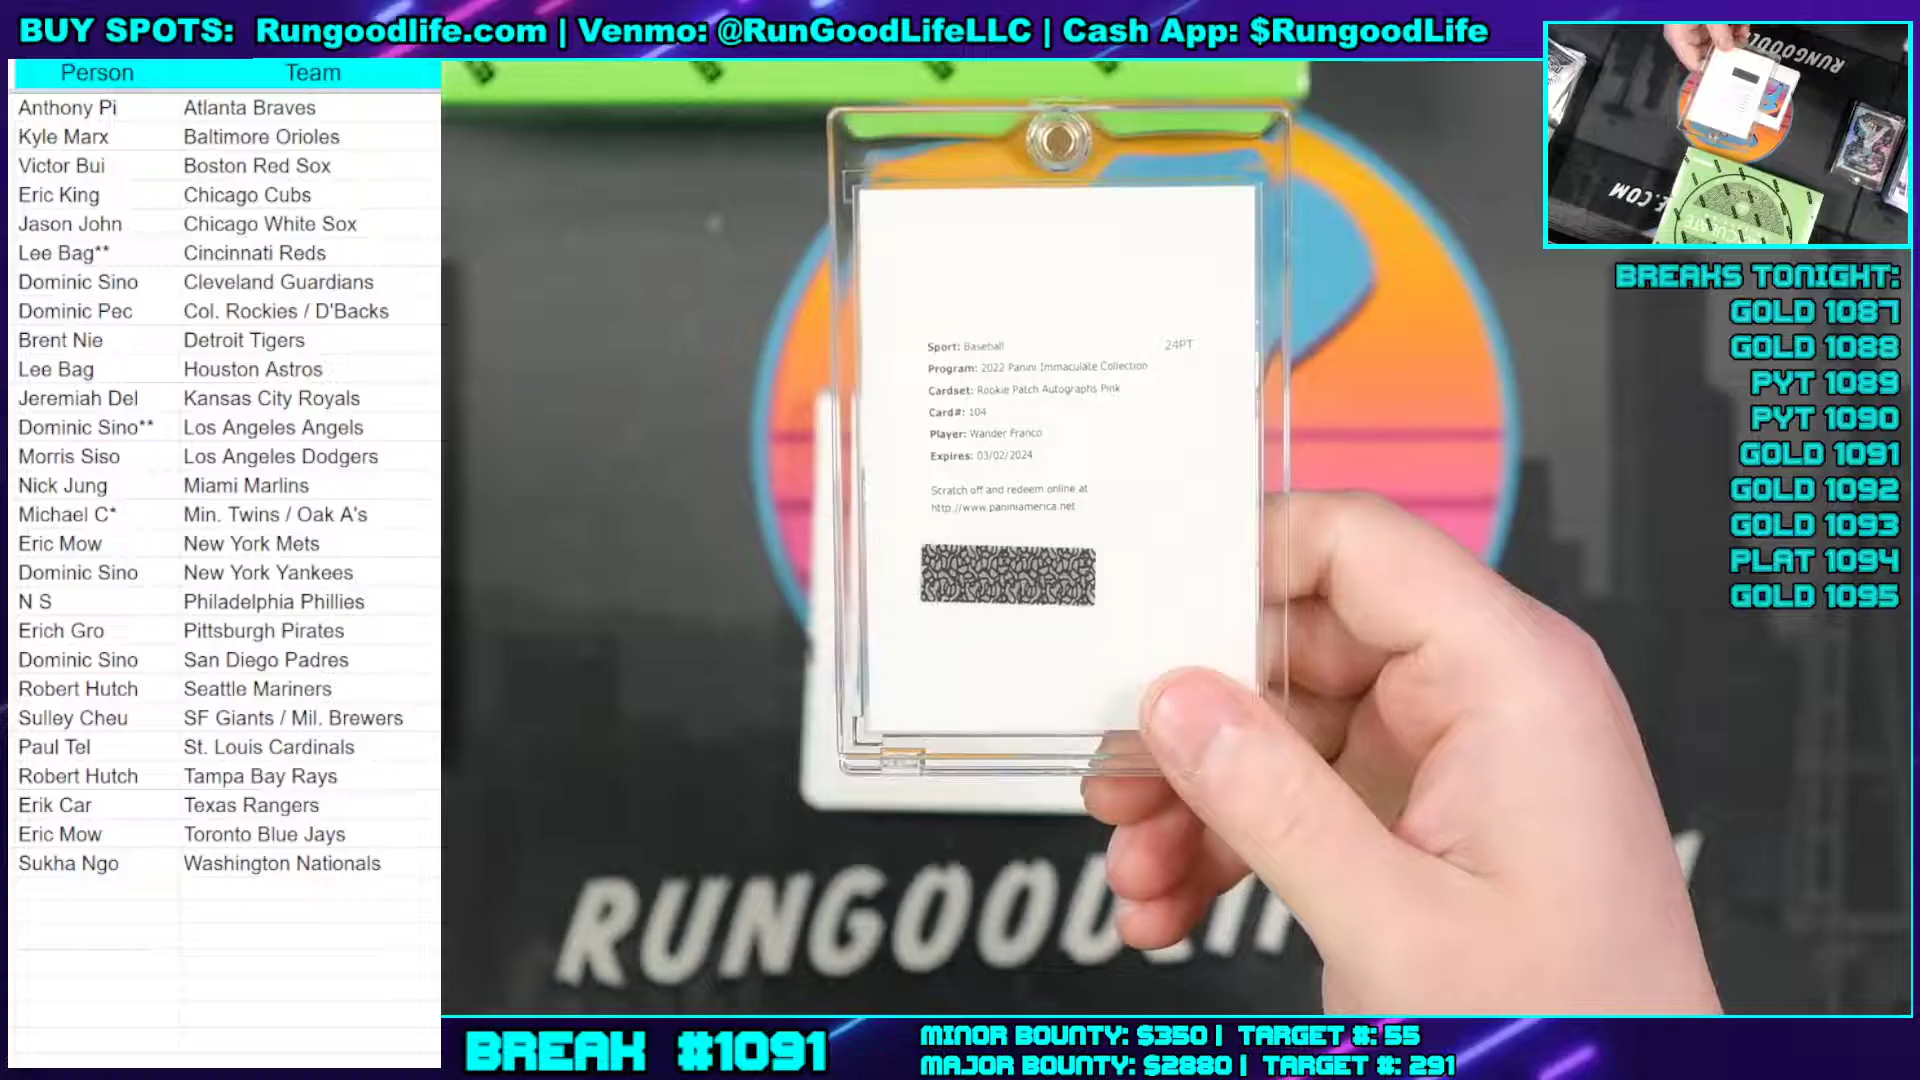 BUY SPOTS: Rungoodlife.com | Venmo: @RunGoodLifeLLC | Cash App: $RungoodLife
Person Team
Anthony Pi Atlanta Braves
Kyle Marx Baltimore Orioles
Victor Bui Boston Red Sox
Eric King Chicago Cubs
Jason John Chicago White Sox
Lee Bag** Cincinnati Reds
Dominic Sino Cleveland Guardians
Dominic Pec Col. Rockies / D'Backs
Brent Nie Detroit Tigers
Lee Bag Houston Astros
Jeremiah Del Kansas City Royals
Dominic Sino** Los Angeles Angels
Morris Siso Los Angeles Dodgers
Nick Jung Miami Marlins
Michael C* Min. Twins / Oak A's
Eric Mow New York Mets
Dominic Sino New York Yankees
N S Philadelphia Phillies
Erich Gro Pittsburgh Pirates
Dominic Sino San Diego Padres
Robert Hutch Seattle Mariners
Sulley Cheu SF Giants / Mil. Brewers
Paul Tel St. Louis Cardinals
Robert Hutch Tampa Bay Rays
Erik Car Texas Rangers
Eric Mow Toronto Blue Jays
Sukha Ngo Washington Nationals
Sport: Baseball 24PT
Program: 2022 Panini Immaculate Collection
Cardset: Rookie Patch Autographs Pink
Card#: 104
Player: Wander Franco
Expires: 03/02/2024
Scratch off and redeem online at
http://www.paniniamerica.net
RUNGOODLIF
BREAKS TONIGHT:
GOLD 1087
GOLD 1088
PYT 1089
PYT 1090
GOLD 1091
GOLD 1092
GOLD 1093
PLAT 1094
GOLD 1095
BREAK #1091
MINOR BOUNTY: $350 | TARGET #: 55
MAJOR BOUNTY: $2880 | TARGET #: 291